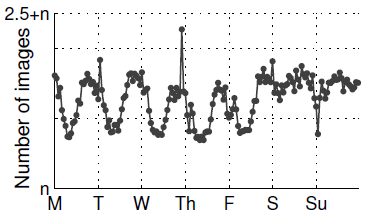 2.5+n
Number of images
n
M T W Th F S Su